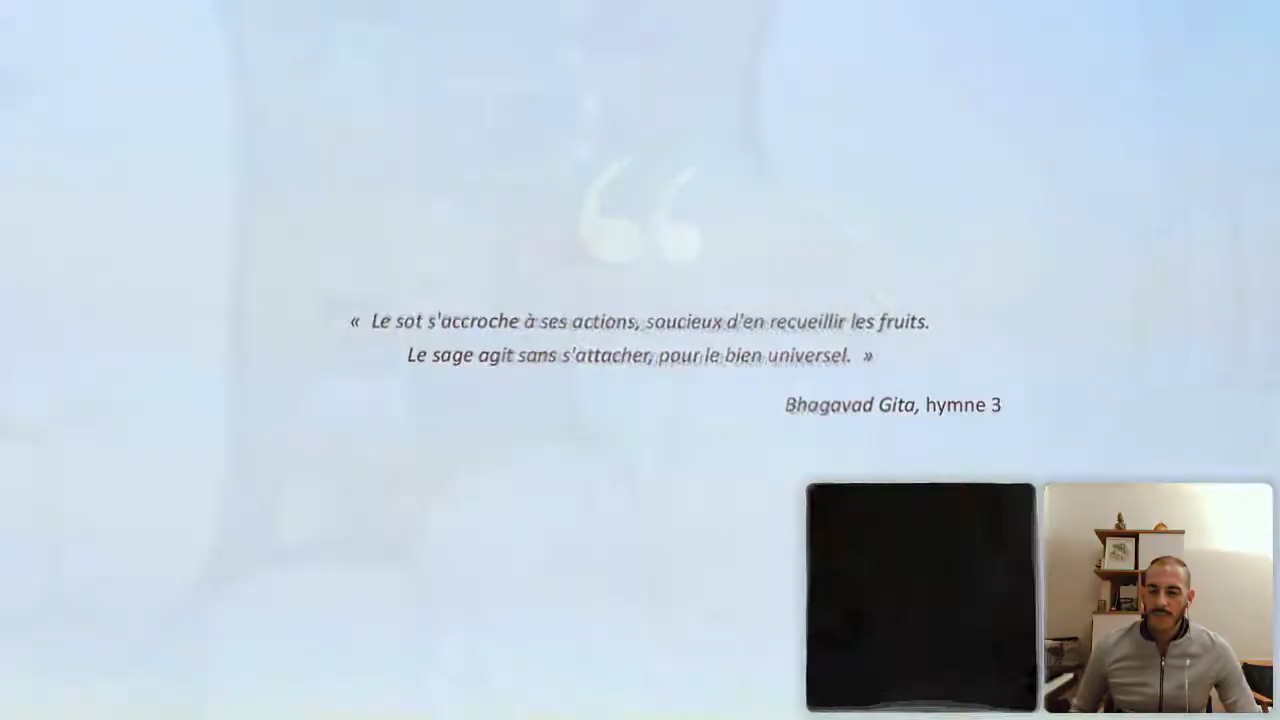 “
« Le sot s'accroche à ses actions, soucieux d'en recueillir les fruits.
Le sage agit sans s'attacher, pour le bien universel. »
Bhagavad Gita, hymne 3